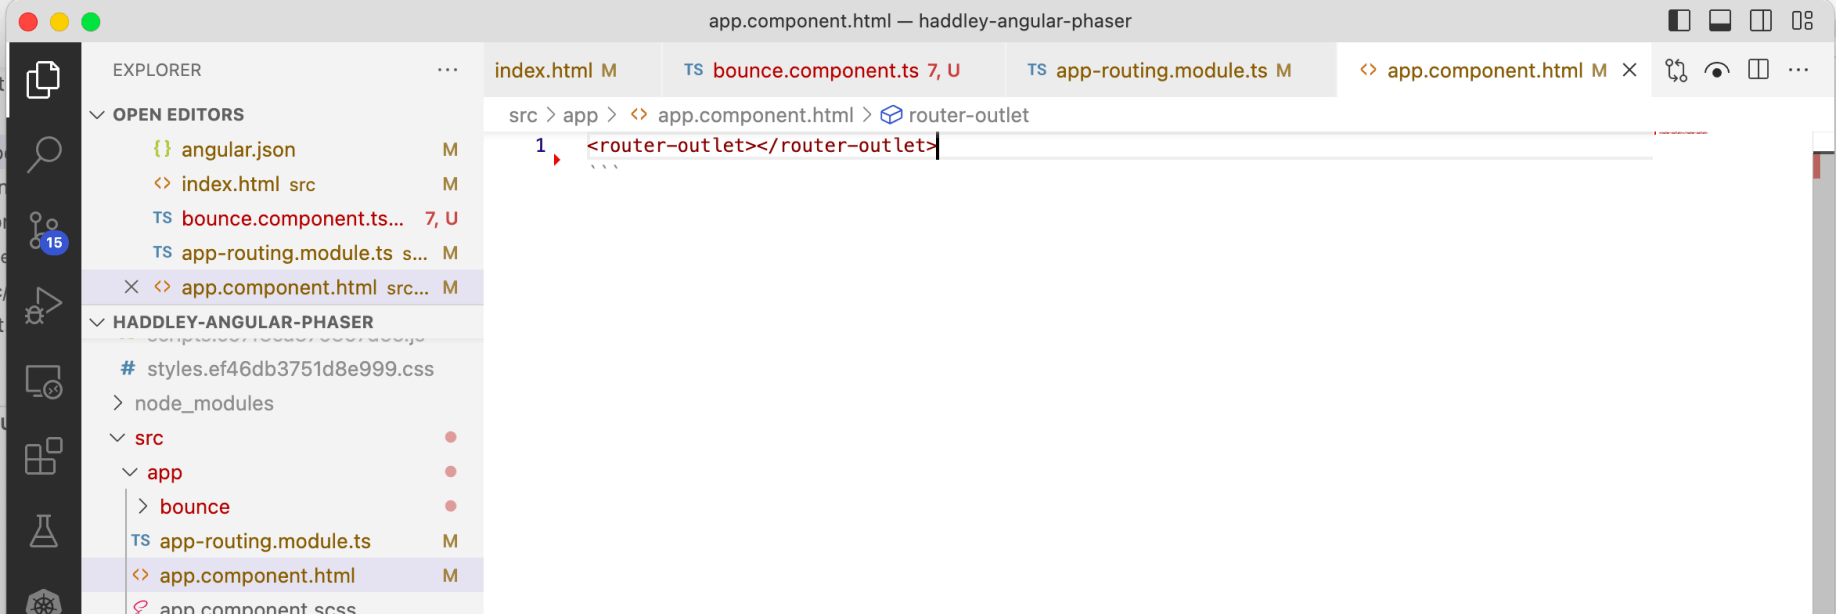 app.component.html — haddley-angular-phaser
EXPLORER
index.html M
TS bounce.component.ts 7, U
TS app-routing.module.ts M
<> app.component.html M
src > app > <> app.component.html > router-outlet
OPEN EDITORS
{} angular.json M
<> index.html src M
TS bounce.component.ts... 7, U
TS app-routing.module.ts s... M
<> app.component.html src... M
1 <router-outlet></router-outlet>
```
15
HADDLEY-ANGULAR-PHASER
# styles.ef46db3751d8e999.css
node_modules
src
app
bounce
TS app-routing.module.ts M
<> app.component.html M
app.component.scss